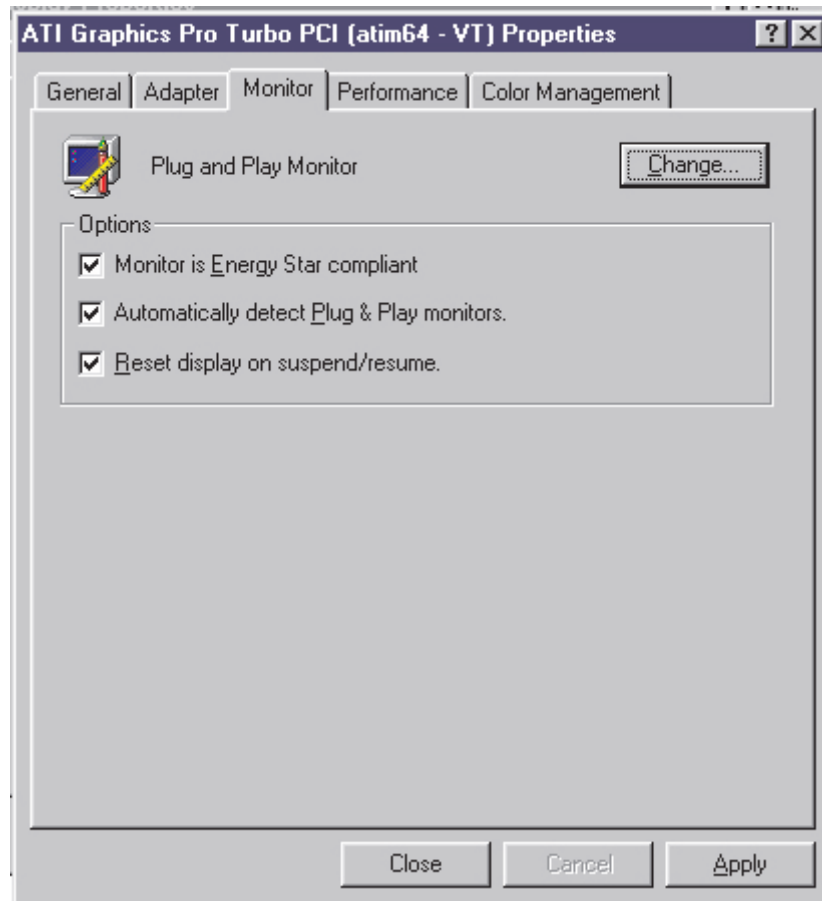 ATI Graphics Pro Turbo PCI (atim64 - VT) Properties
General Adapter Monitor Performance Color Management
Plug and Play Monitor Change...
Options
Monitor is Energy Star compliant
Automatically detect Plug & Play monitors.
Reset display on suspend/resume.
Close Cancel Apply